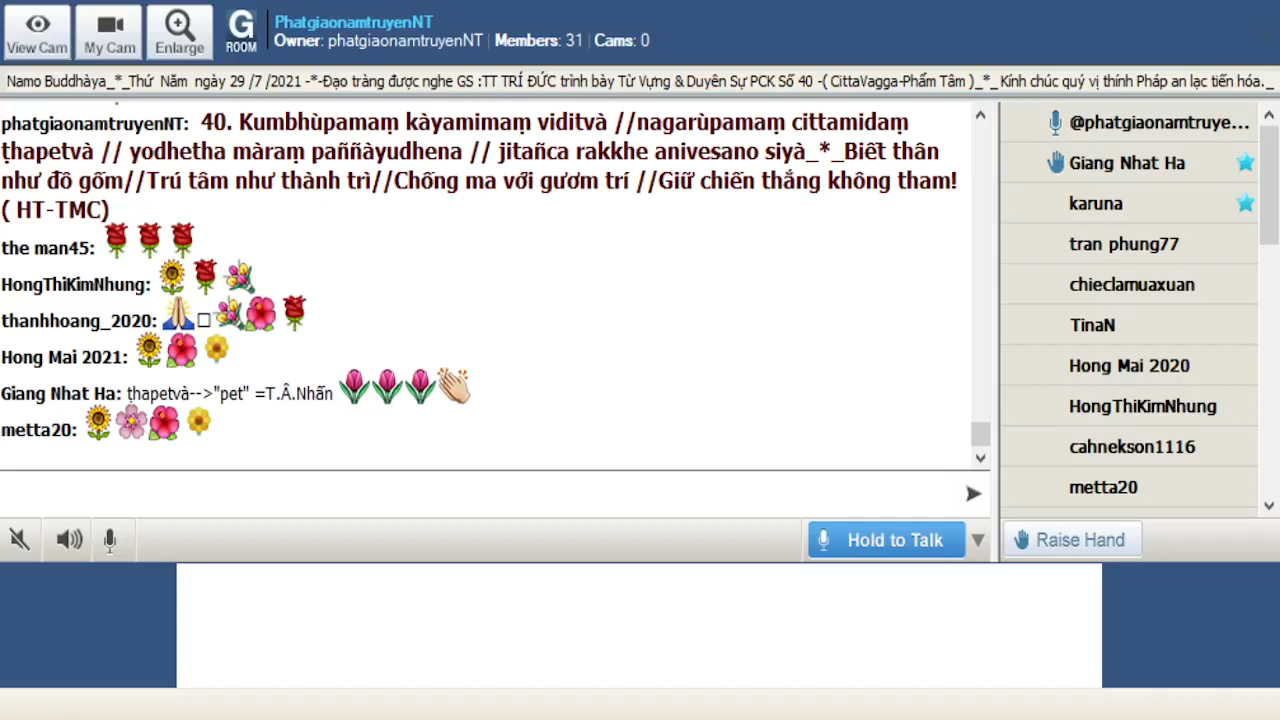 View Cam
My Cam
Enlarge
G
ROOM
PhatgiaonamtruyenNT
Owner: phatgiaonamtruyenNT | Members: 31 | Cams: 0
Namo Buddhàya_*_Thứ Năm ngày 29 /7 /2021 -*-Đạo tràng được nghe GS :TT TRÍ ĐỨC trình bày Từ Vựng & Duyên Sự PCK Số 40 -( CittaVagga-Phẩm Tâm )_*_ Kính chúc quý vị thính Pháp an lạc tiến hóa._
phatgiaonamtruyenNT: 40. Kumbhùpamaṃ kàyamimaṃ viditvà //nagarùpamaṃ cittamidaṃ
ṭhapetvà // yodhetha màraṃ paññàyudhena // jitañca rakkhe anivesano siyà_*_Biết thân
như đồ gốm//Trú tâm như thành trì//Chống ma với gươm trí //Giữ chiến thắng không tham!
( HT-TMC)
the man45:
HongThiKimNhung:
thanhhoang_2020:
Hong Mai 2021:
Giang Nhat Ha: ṭhapetvà-->"pet" =T.Â.Nhấn
metta20:
@phatgiaonamtruye...
Giang Nhat Ha
karuna
tran phung77
chieclamuaxuan
TinaN
Hong Mai 2020
HongThiKimNhung
cahnekson1116
metta20
Hold to Talk
Raise Hand